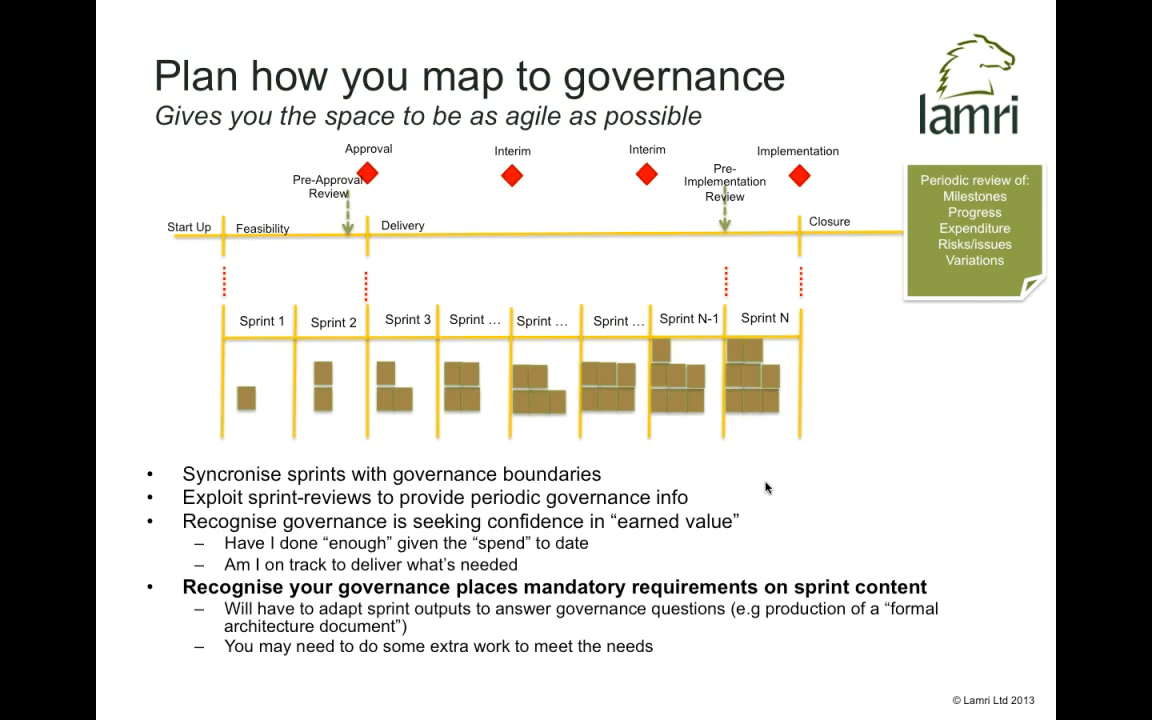 Plan how you map to governance
Gives you the space to be as agile as possible
lamri
Approval
Interim
Interim
Implementation
Pre-Approval
Review
Pre-
Implementation
Review
Start Up
Feasibility
Delivery
Closure
Periodic review of:
Milestones
Progress
Expenditure
Risks/issues
Variations
Sprint 1
Sprint 2
Sprint 3
Sprint …
Sprint …
Sprint …
Sprint N-1
Sprint N
• Syncronise sprints with governance boundaries
• Exploit sprint-reviews to provide periodic governance info
• Recognise governance is seeking confidence in “earned value”
– Have I done “enough” given the “spend” to date
– Am I on track to deliver what’s needed
• Recognise your governance places mandatory requirements on sprint content
– Will have to adapt sprint outputs to answer governance questions (e.g production of a “formal
architecture document”)
– You may need to do some extra work to meet the needs
© Lamri Ltd 2013